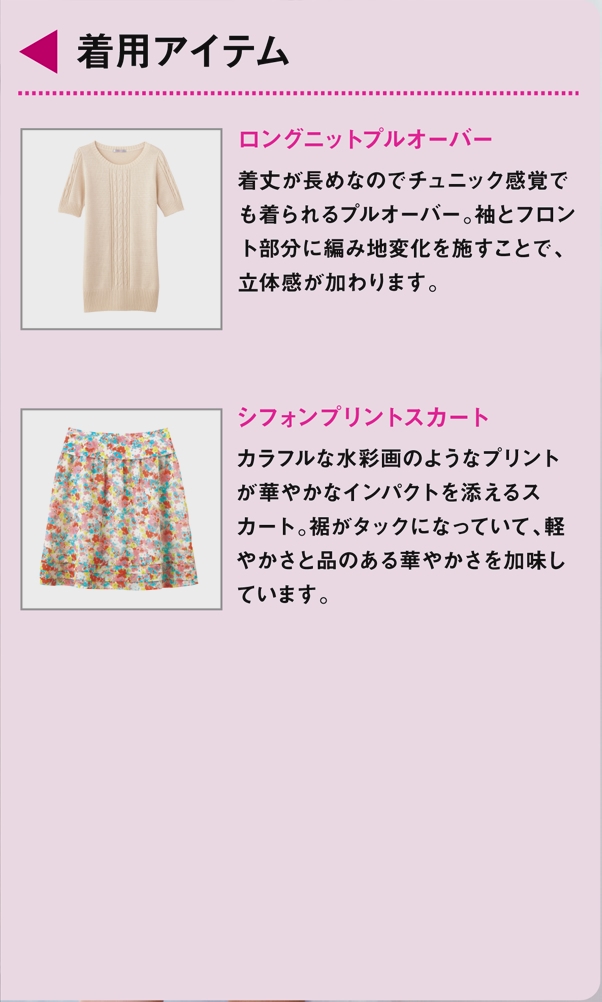 着用アイテム
ロングニットプルオーバー
着丈が長めなのでチュニック感覚で
も着られるプルオーバー。袖とフロン
ト部分に編み地変化を施すことで、
立体感が加わります。
シフォンプリントスカート
カラフルな水彩画のようなプリント
が華やかなインパクトを添えるス
カート。裾がタックになっていて、軽
やかさと品のある華やかさを加味し
ています。